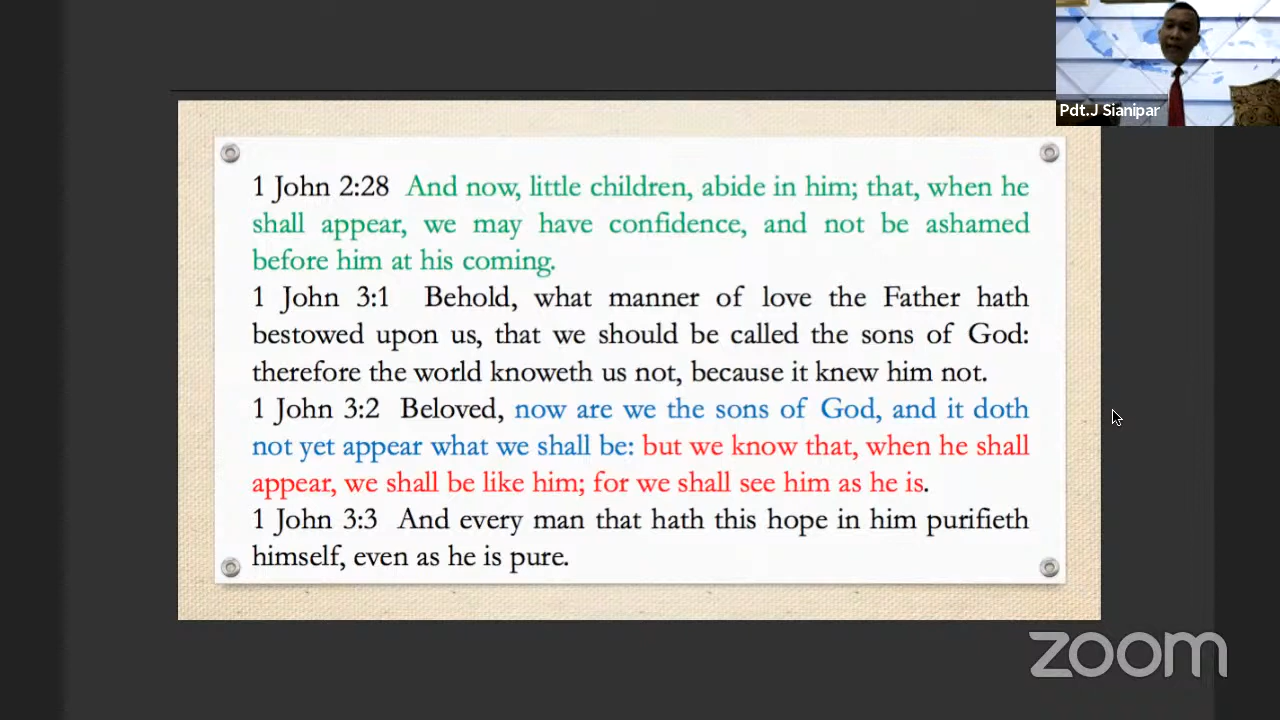 Pdt.J Sianipar
1 John 2:28 And now, little children, abide in him; that, when he
shall appear, we may have confidence, and not be ashamed
before him at his coming.
1 John 3:1 Behold, what manner of love the Father hath
bestowed upon us, that we should be called the sons of God:
therefore the world knoweth us not, because it knew him not.
1 John 3:2 Beloved, now are we the sons of God, and it doth
not yet appear what we shall be: but we know that, when he shall
appear, we shall be like him; for we shall see him as he is.
1 John 3:3 And every man that hath this hope in him purifieth
himself, even as he is pure.
zoom